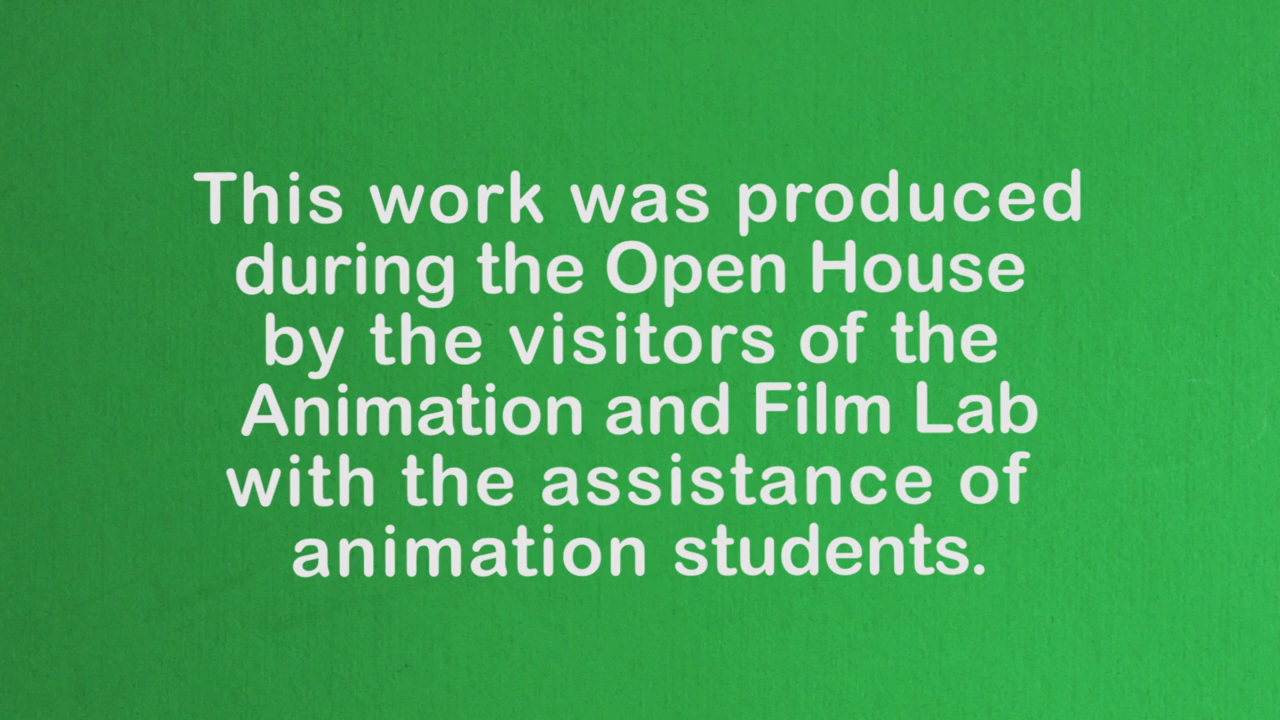 This work was produced
during the Open House
by the visitors of the
Animation and Film Lab
with the assistance of
animation students.